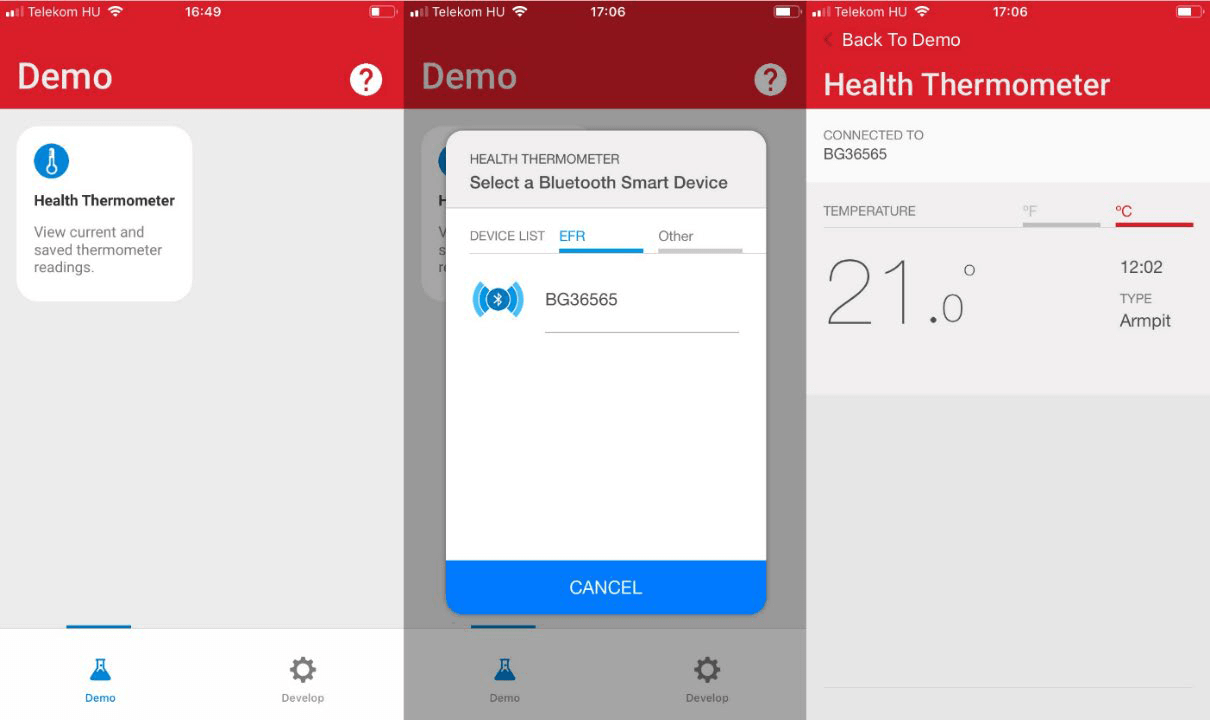 Telekom HU 16:49
Demo
?
Health Thermometer
View current and
saved thermometer
readings.
Demo Develop
Telekom HU 17:06
Demo
?
HEALTH THERMOMETER
Select a Bluetooth Smart Device
DEVICE LIST EFR Other
BG36565
CANCEL
Demo Develop
Telekom HU 17:06
Back To Demo
Health Thermometer
CONNECTED TO
BG36565
TEMPERATURE °F °C
21.0°
12:02
TYPE
Armpit